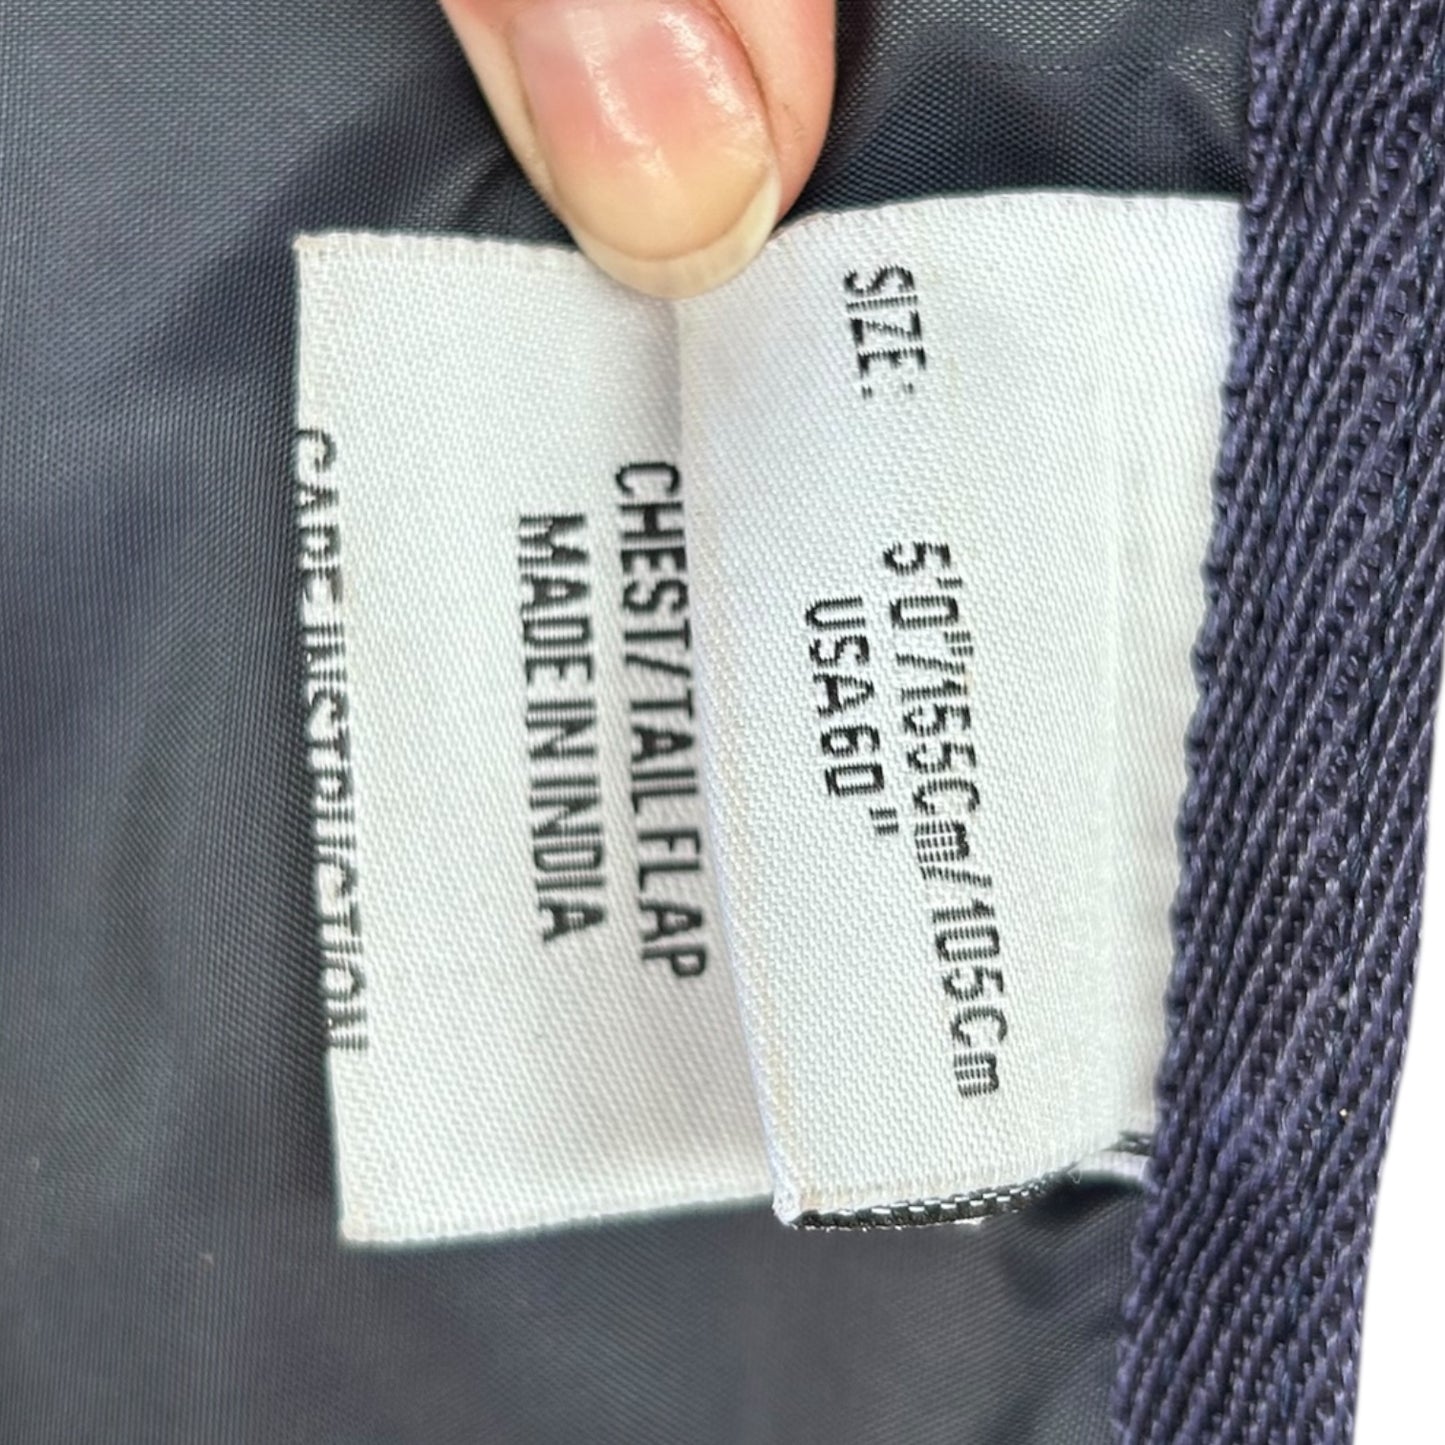 SIZE:
5'0"/155Cm/105Cm
USA60"
CHEST/TAIL FLAP
MADE IN INDIA
CARE INSTRUCTION